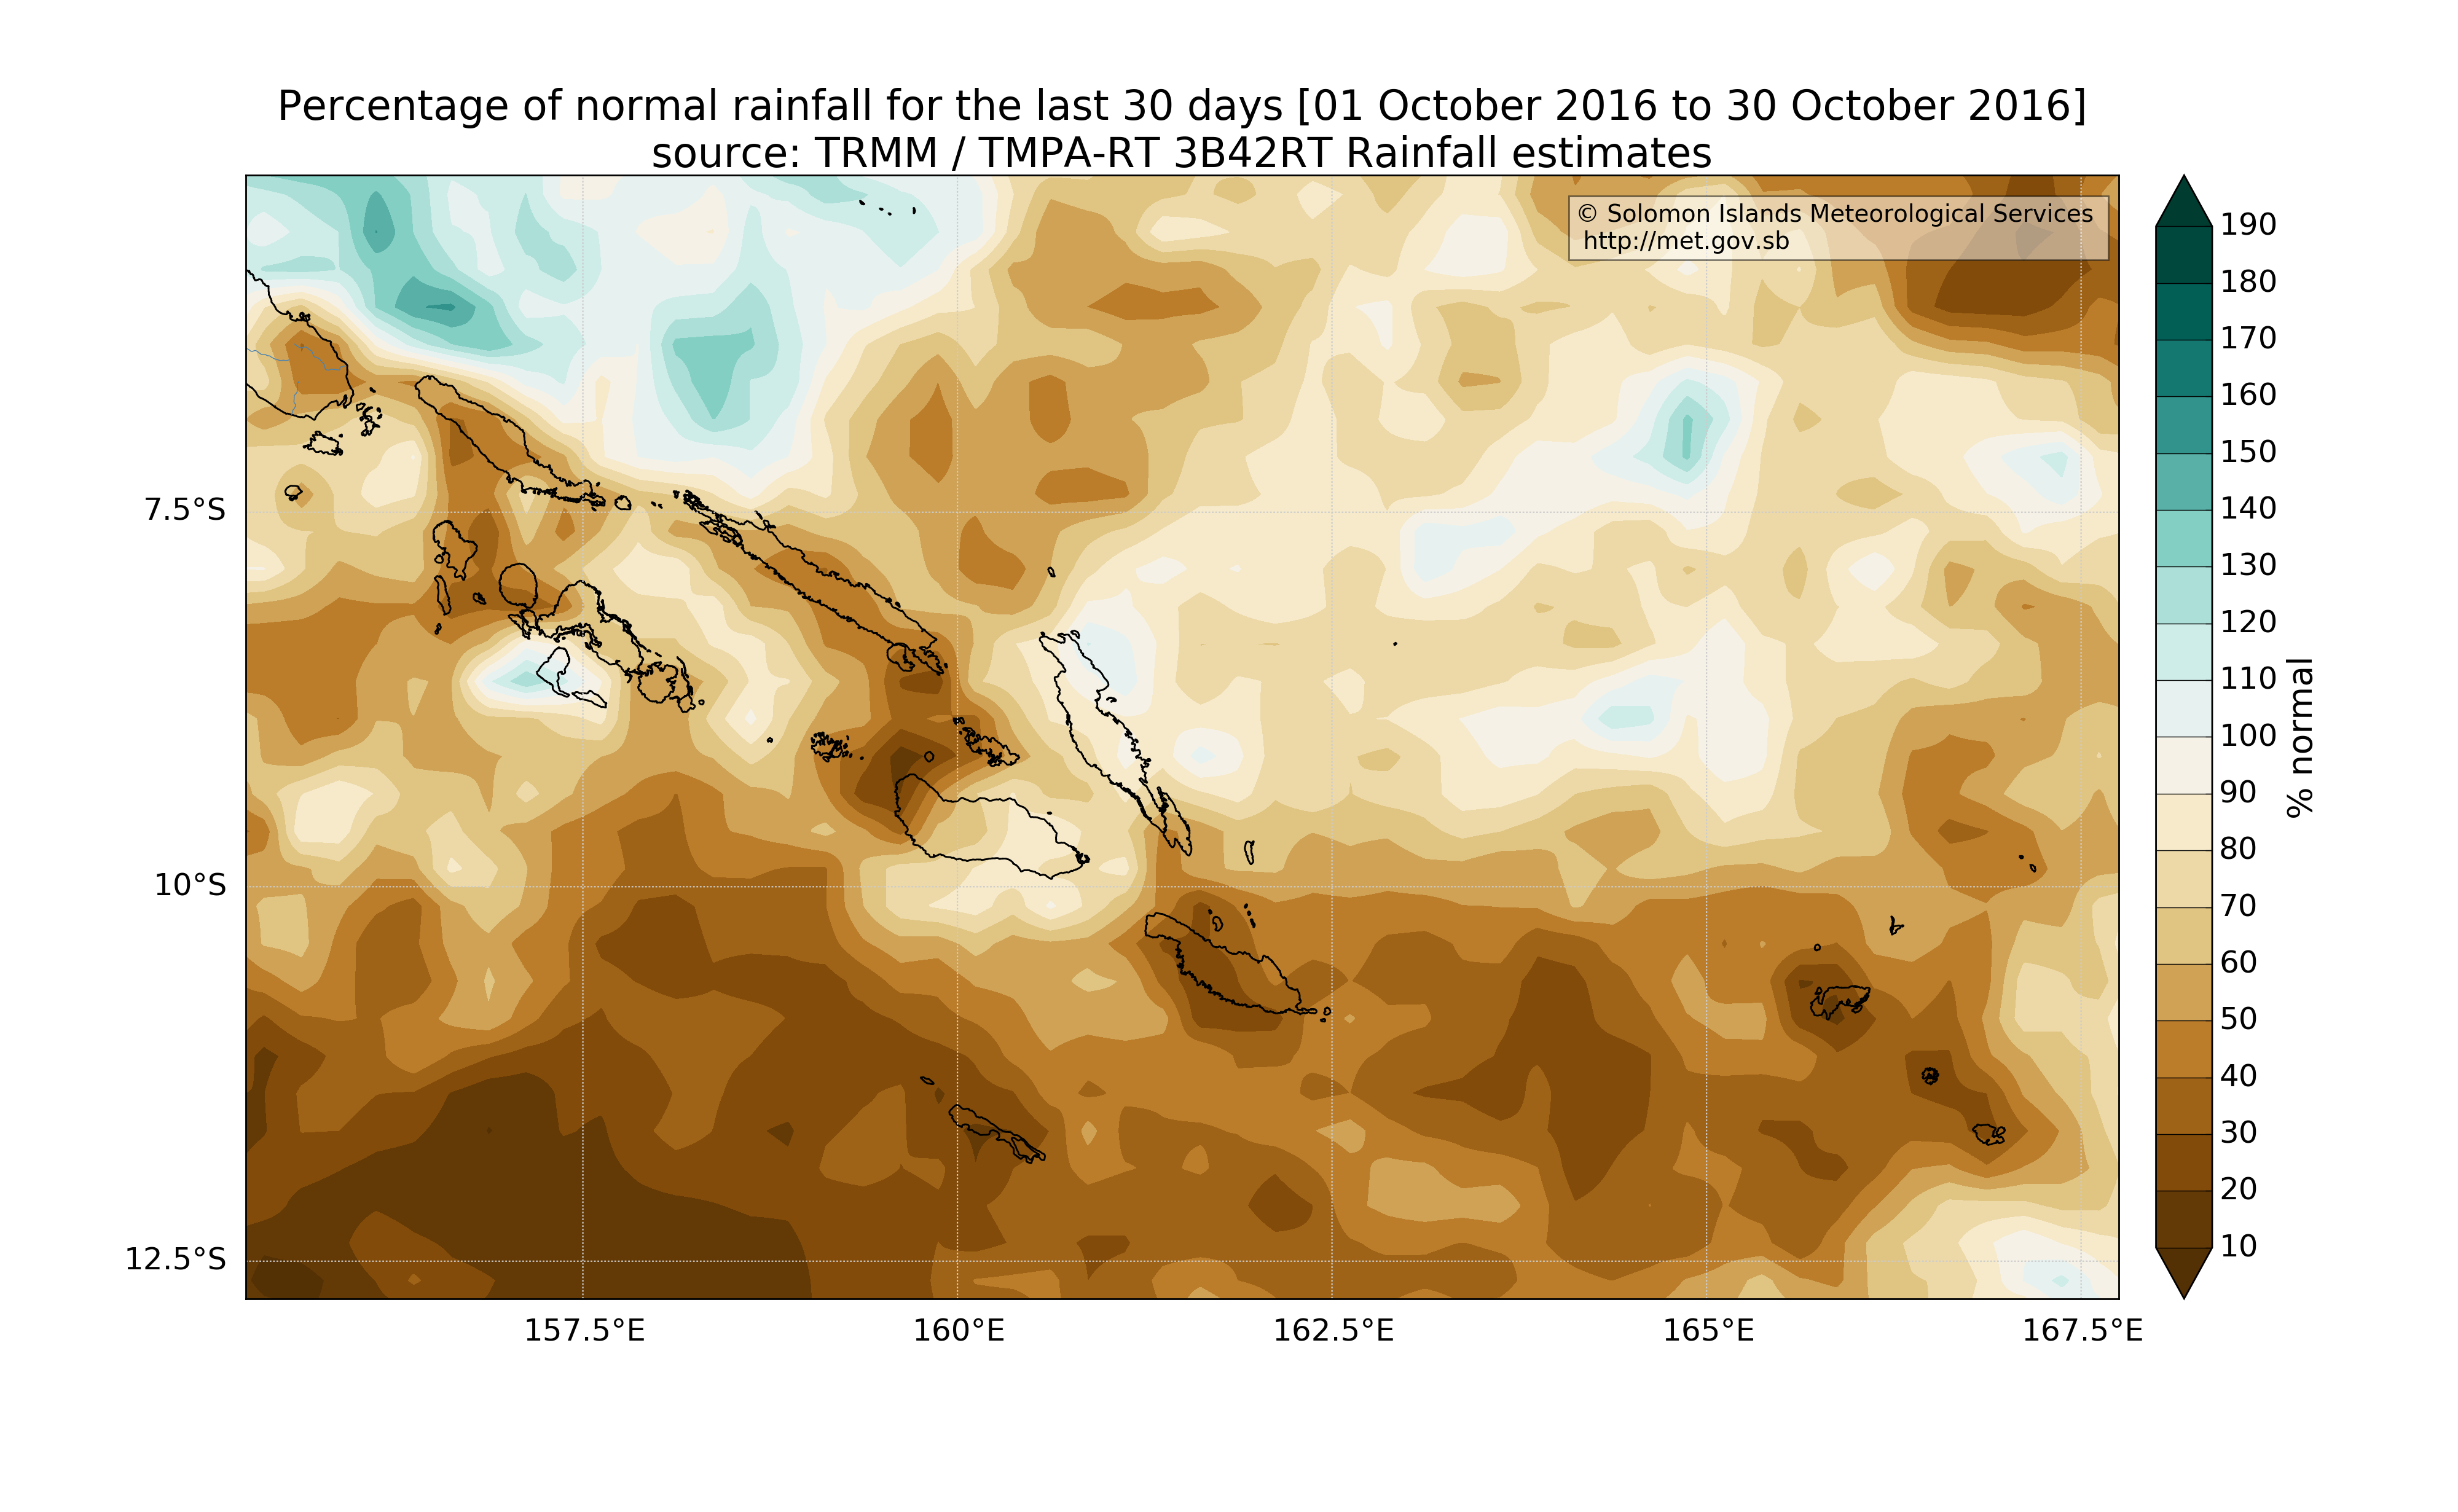 Percentage of normal rainfall for the last 30 days [01 October 2016 to 30 October 2016]
source: TRMM / TMPA-RT 3B42RT Rainfall estimates
© Solomon Islands Meteorological Services
http://met.gov.sb
7.5°S
10°S
12.5°S
157.5°E
160°E
162.5°E
165°E
167.5°E
190
180
170
160
150
140
130
120
110
100
90
80
70
60
50
40
30
20
10
% normal